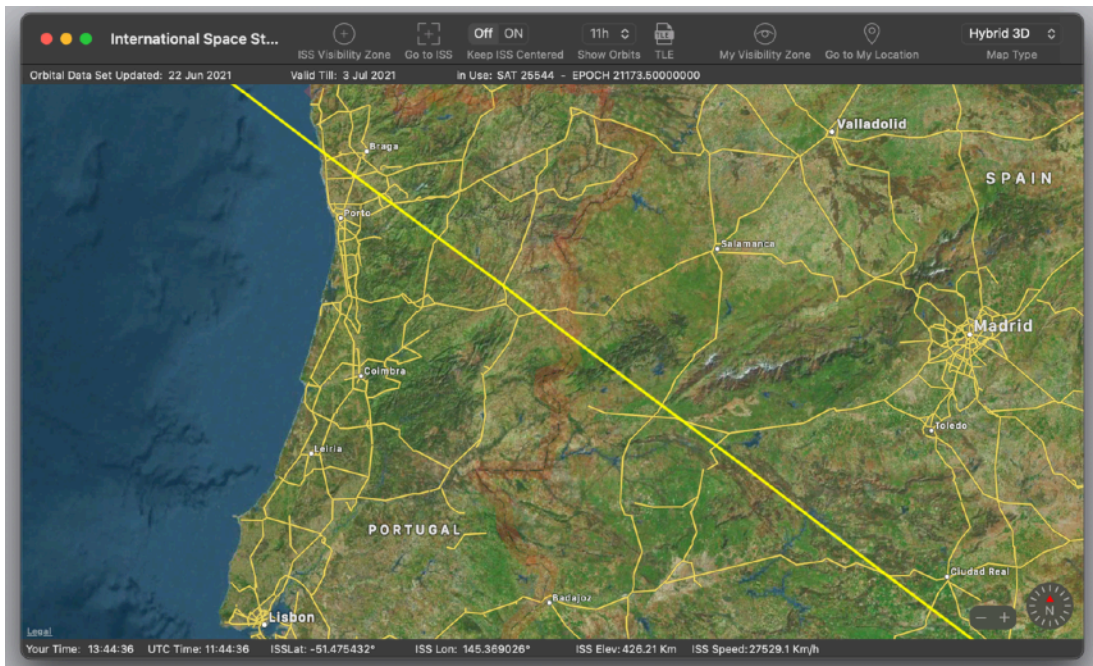 International Space St...
Off ON
11h
Hybrid 3D
ISS Visibility Zone
Go to ISS
Keep ISS Centered
Show Orbits
TLE
TLE
My Visibility Zone
Go to My Location
Map Type
Orbital Data Set Updated: 22 Jun 2021
Valid Till: 3 Jul 2021
in Use: SAT 25544 - EPOCH 21173.50000000
Valladolid
Braga
SPAIN
Porto
Salamanca
Madrid
Coimbra
Toledo
Leiria
PORTUGAL
Ciudad Real
Badajoz
N
Lisbon
Legal
Your Time: 13:44:36
UTC Time: 11:44:36
ISSLat: -51.475432°
ISS Lon: 145.369026°
ISS Elev: 426.21 Km
ISS Speed: 27529.1 Km/h